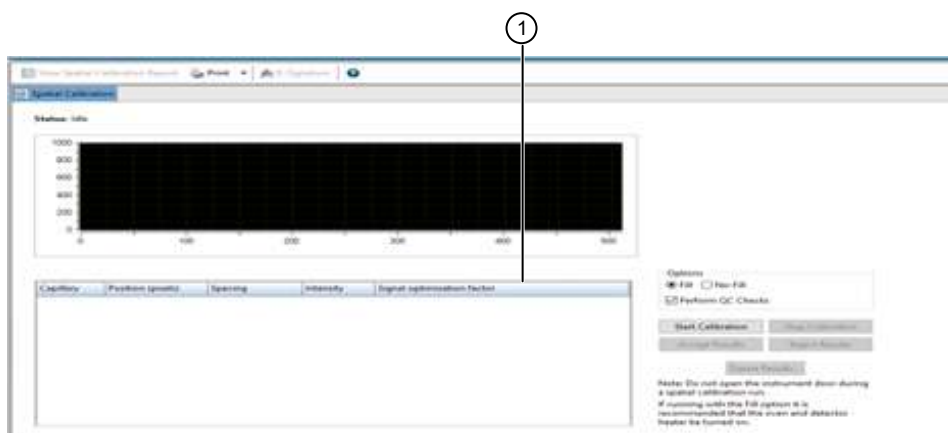 1
View Spatial Calibration Report Print E-Signature
Spatial Calibration
Status: Idle
1000
800
600
400
200
0
0 100 200 300 400 500
Capillary Position (pixels) Spacing Intensity Signal optimization factor
Options
Fill No Fill
Perform QC Checks
Start Calibration Stop Calibration
Accept Results Reject Results
Export Results...
Note: Do not open the instrument door during
a spatial calibration run.
If running with the Fill option it is
recommended that the oven and detector
heater be turned on.